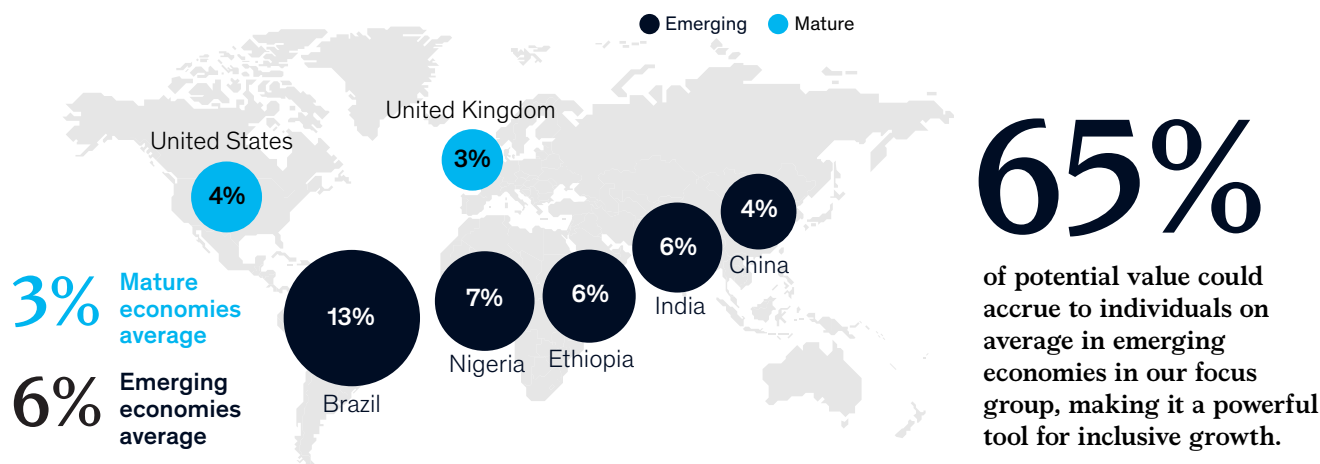 Emerging
Mature
United Kingdom
3%
United States
4%
4%
China
6%
India
6%
Ethiopia
7%
Nigeria
13%
Brazil
3%
Mature
economies
average
6%
Emerging
economies
average
65%
of potential value could
accrue to individuals on
average in emerging
economies in our focus
group, making it a powerful
tool for inclusive growth.